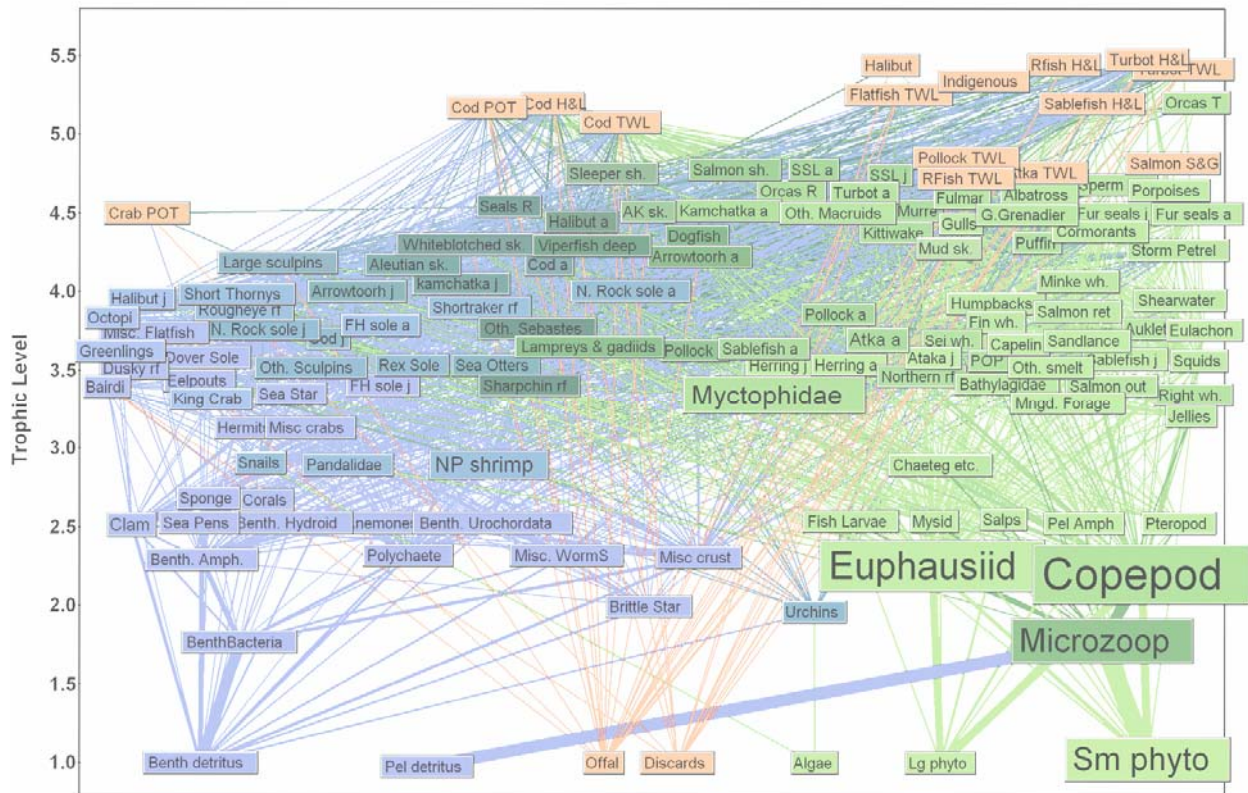 Trophic Level
5.5
5.0
4.5
4.0
3.5
3.0
2.5
2.0
1.5
1.0
Halibut
Rfish H&L
Turbot H&L
Turbot TWL
Indigenous
Flatfish TWL
Cod POT
Cod H&L
Cod TWL
Sablefish H&L
Orcas T
Pollock TWL
RFish TWL
Atka TWL
Salmon S&G
Sleeper sh.
Salmon sh.
SSL a
SSL j
Orcas R
Turbot a
Fulmar
Albatross
Sperm
Porpoises
Crab POT
Seals R
Halibut a
AK sk.
Kamchatka a
Oth. Macruids
Murre
Gulls
G.Grenadier
Fur seals j
Fur seals a
Kittiwake
Cormorants
Dogfish
Whiteblotched sk.
Viperfish deep
Arrowtoorh a
Mud sk.
Puffin
Storm Petrel
Large sculpins
Aleutian sk.
Cod a
Arrowtoorh j
kamchatka j
N. Rock sole a
Minke wh.
Halibut j
Short Thornys
Rougheye rf
Shortraker rf
Humpbacks
Salmon ret
Shearwater
Octopi
Misc. Flatfish
N. Rock sole j
Cod j
FH sole a
Oth. Sebastes
Pollock a
Fin wh.
Auklet
Eulachon
Greenlings
Dover Sole
Lampreys & gadiids
Pollock
Sablefish a
Atka a
Sei wh.
Capelin
Sandlance
Dusky rf
Oth. Sculpins
Rex Sole
Sea Otters
Herring j
Herring a
Ataka j
POP
Oth. smelt
Sablefish j
Squids
Bairdi
Eelpouts
King Crab
Sea Star
FH sole j
Sharpchin rf
Myctophidae
Northern rf
Bathylagidae
Salmon out
Right wh.
Mngd. Forage
Jellies
Hermits
Misc crabs
Snails
Pandalidae
NP shrimp
Chaeteg etc.
Sponge
Corals
Clam
Sea Pens
Benth. Hydroid
Anemones
Benth. Urochordata
Fish Larvae
Mysid
Salps
Pel Amph
Pteropod
Benth. Amph.
Polychaete
Misc. WormS
Misc crust
Euphausiid
Copepod
Brittle Star
Urchins
BenthBacteria
Microzoop
Benth detritus
Pel detritus
Offal
Discards
Algae
Lg phyto
Sm phyto